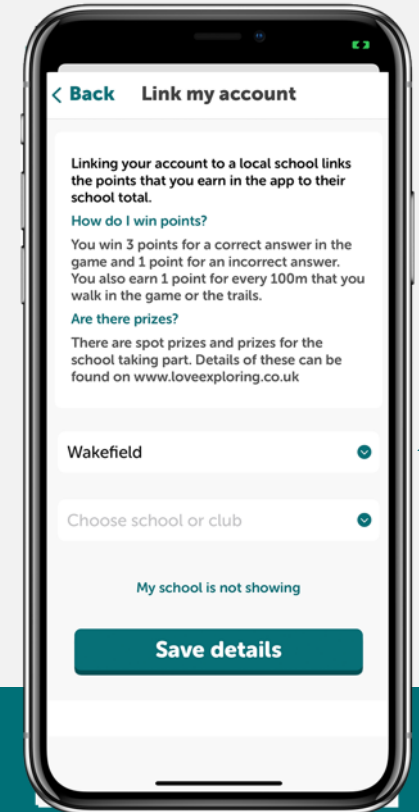 Back Link my account
Linking your account to a local school links
the points that you earn in the app to their
school total.
How do I win points?
You win 3 points for a correct answer in the
game and 1 point for an incorrect answer.
You also earn 1 point for every 100m that you
walk in the game or the trails.
Are there prizes?
There are spot prizes and prizes for the
school taking part. Details of these can be
found on www.loveexploring.co.uk
Wakefield
Choose school or club
My school is not showing
Save details